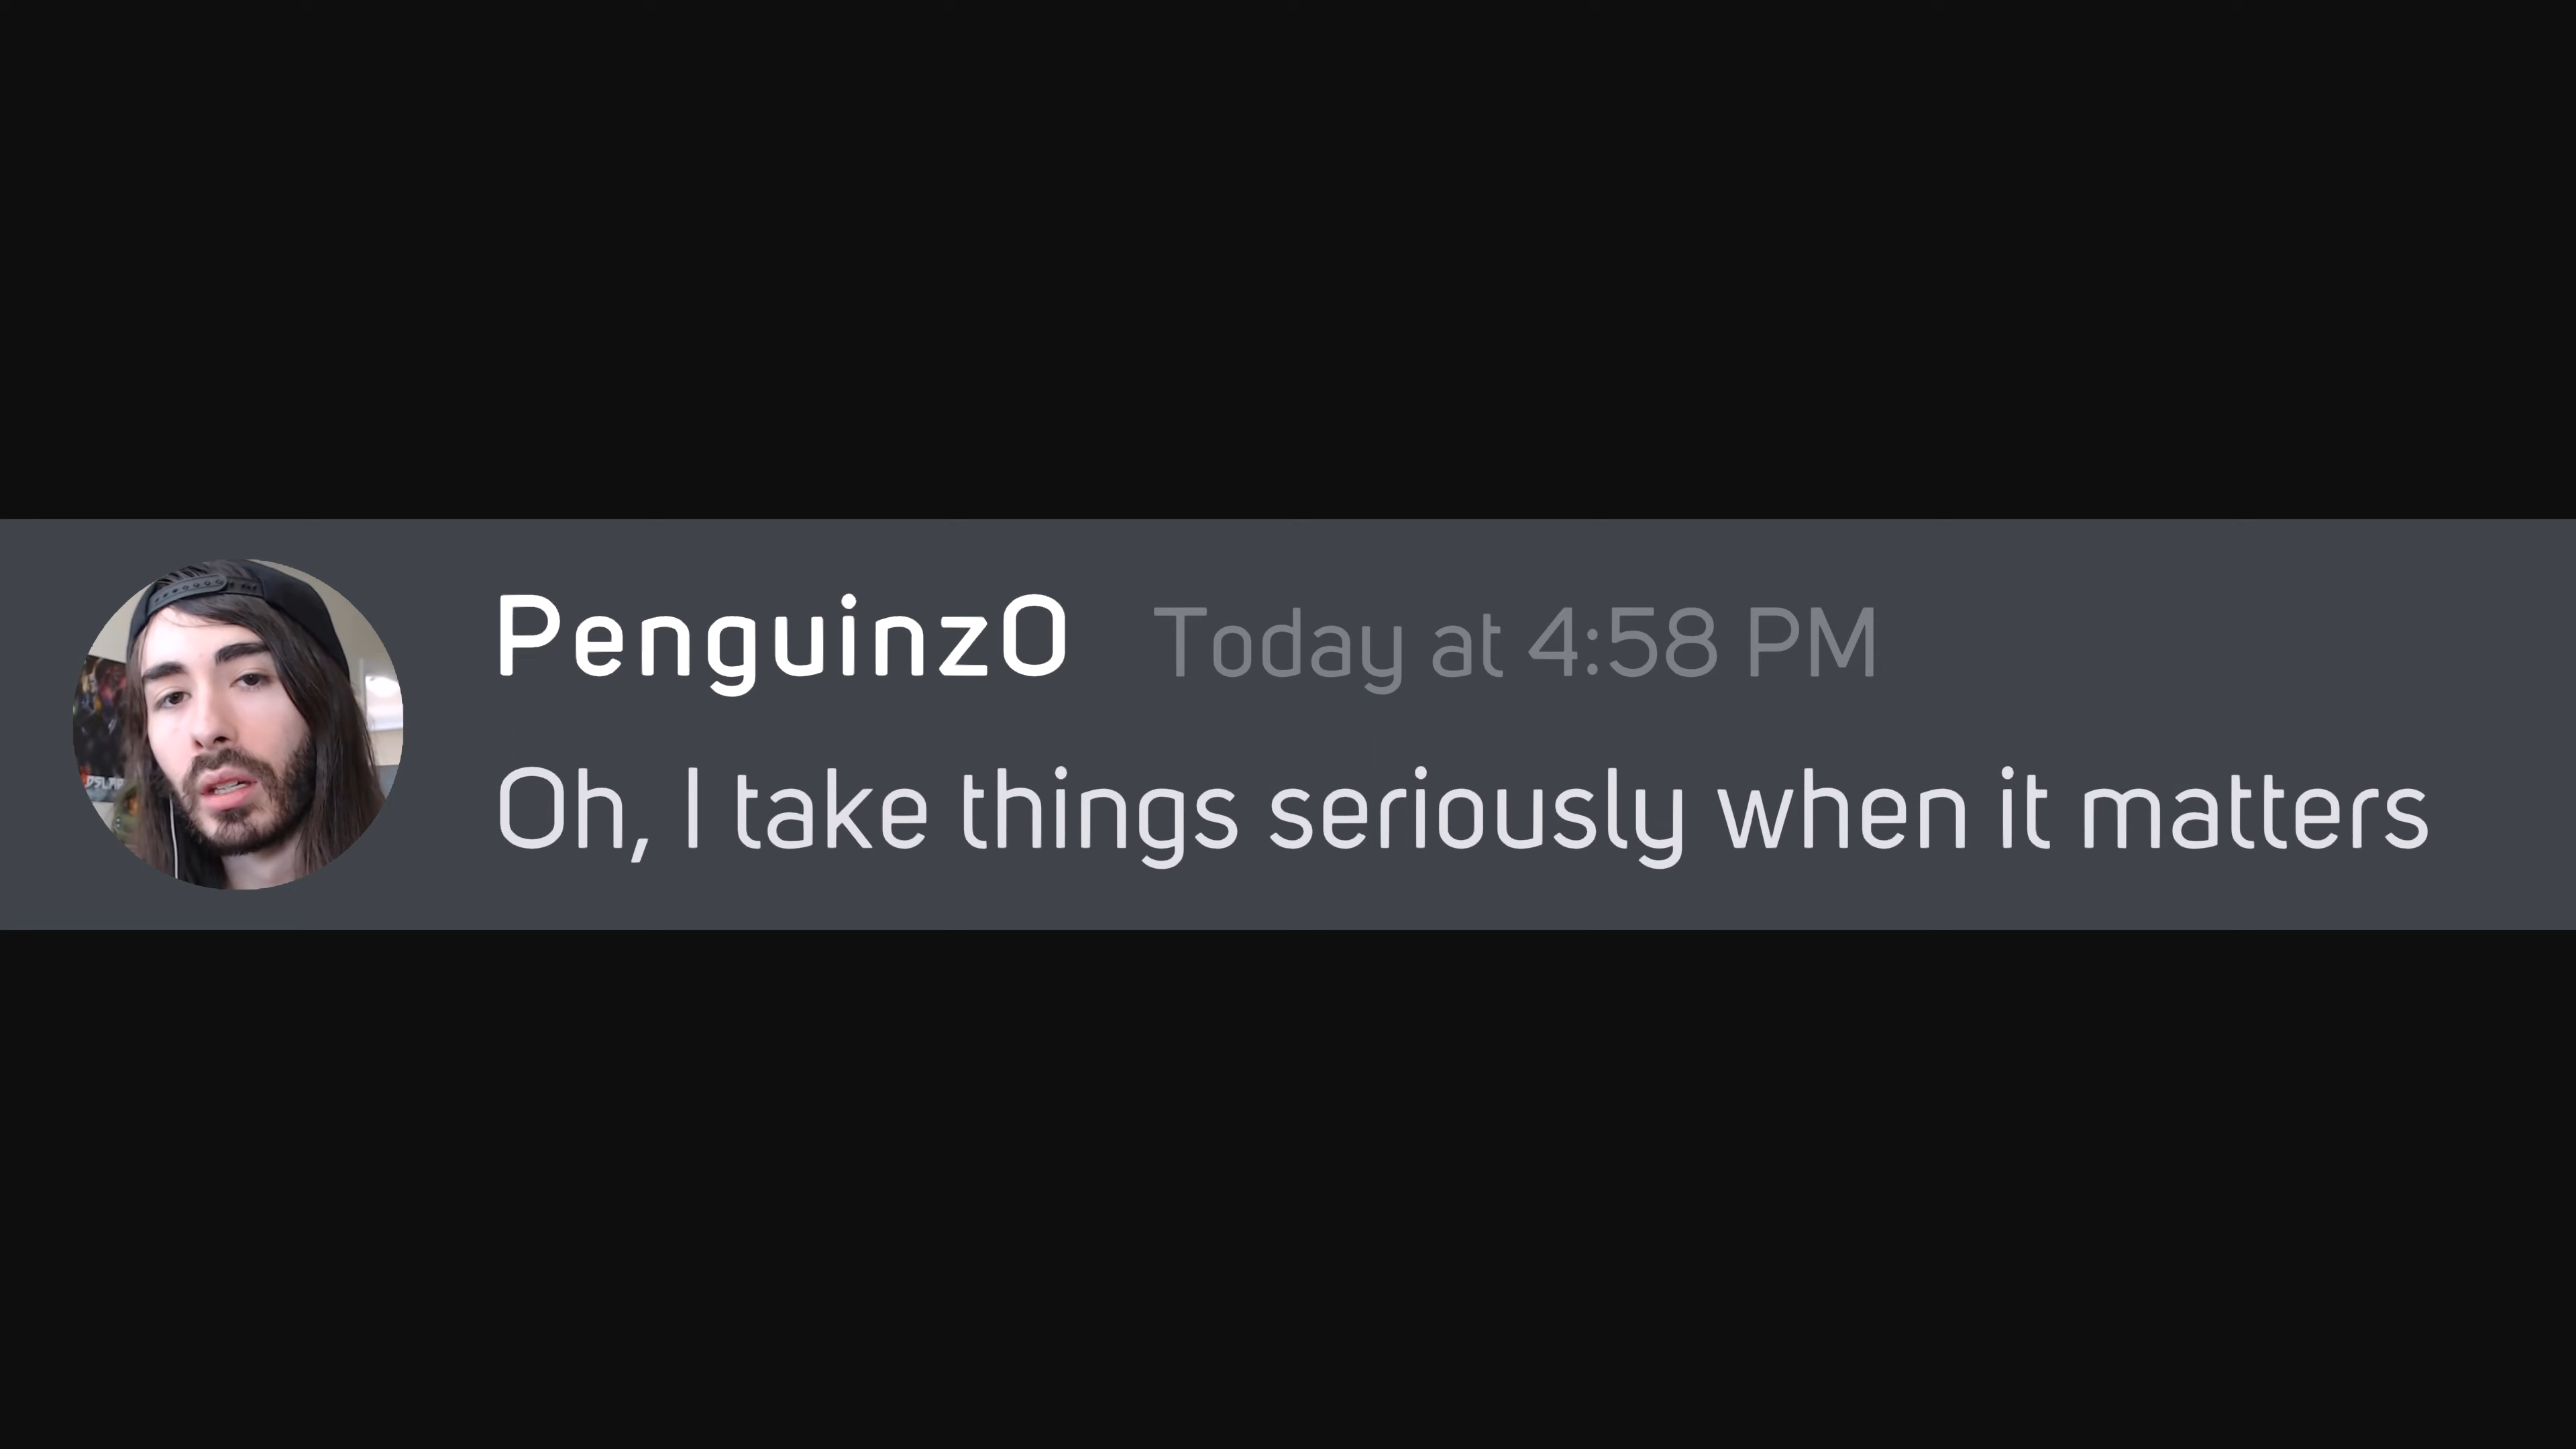 Penguinz0 Today at 4:58 PM
Oh, I take things seriously when it matters